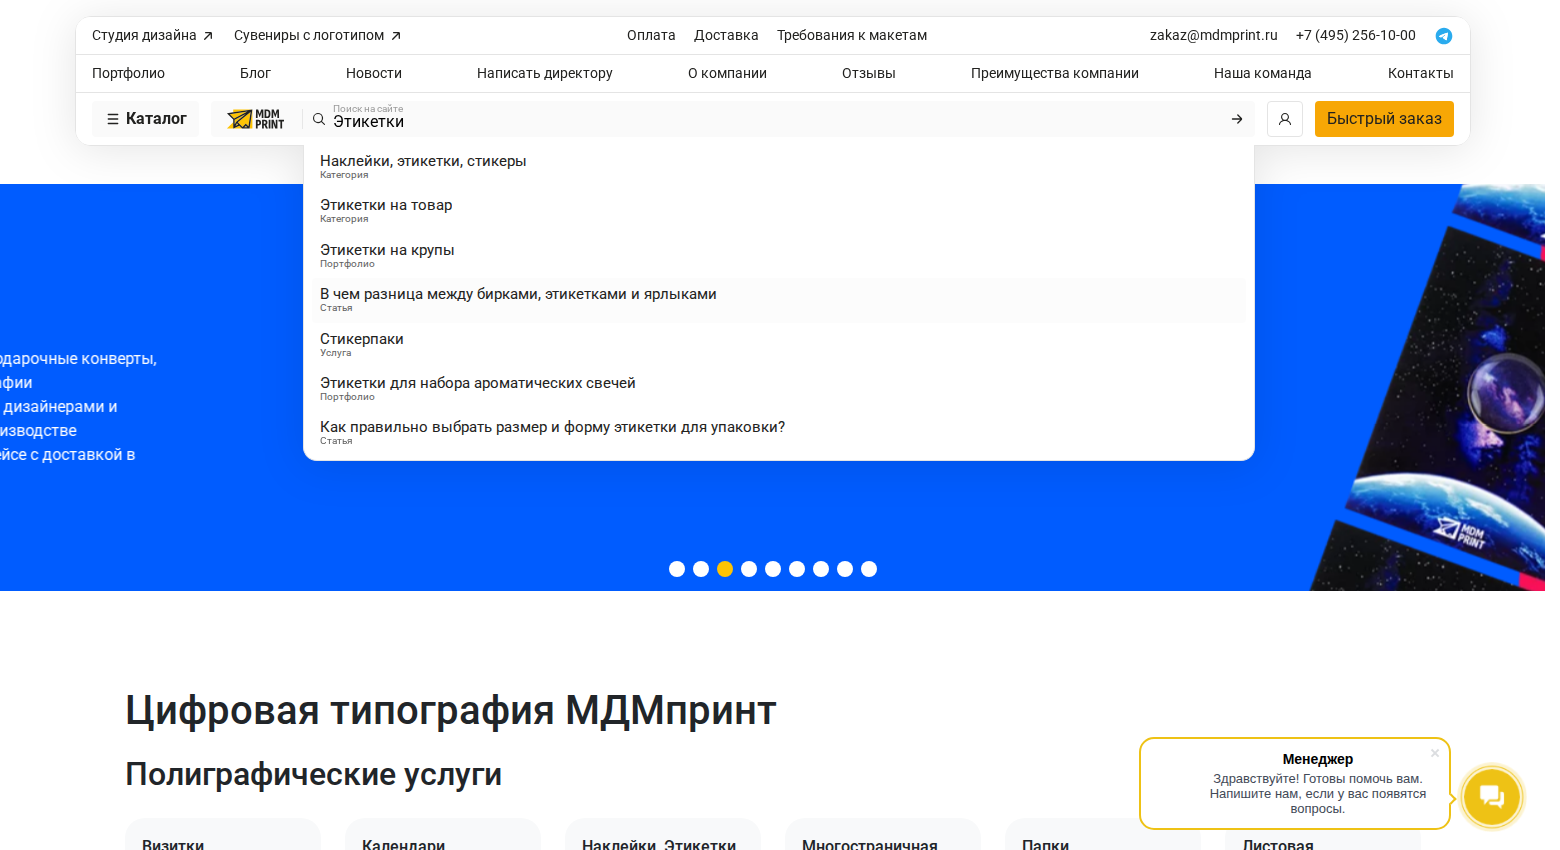 Студия дизайна
Сувениры с логотипом
Оплата
Доставка
Требования к макетам
zakaz@mdmprint.ru
+7 (495) 256-10-00
Портфолио
Блог
Новости
Написать директору
О компании
Отзывы
Преимущества компании
Наша команда
Контакты
Каталог
MDM
PRINT
Поиск на сайте
Этикетки
Быстрый заказ
Наклейки, этикетки, стикеры
Категория
Этикетки на товар
Категория
Этикетки на крупы
Портфолио
В чем разница между бирками, этикетками и ярлыками
Статья
Стикерпаки
Услуга
Этикетки для набора ароматических свечей
Портфолио
Как правильно выбрать размер и форму этикетки для упаковки?
Статья
конверты,
дизайнерами и
с доставкой в
MDM
PRINT
Цифровая типография МДМпринт
Полиграфические услуги
Менеджер
Здравствуйте! Готовы помочь вам.
Напишите нам, если у вас появятся
вопросы.
Визитки
Календари
Наклейки, Этикетки
Многостраничная
Папки
Листовая